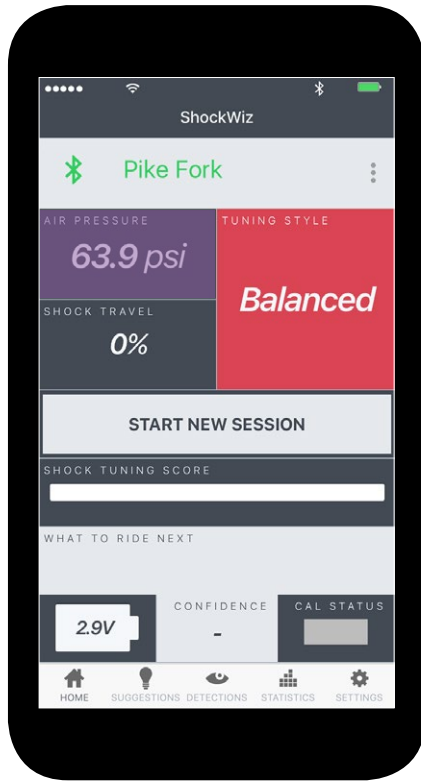 ShockWiz
Pike Fork
AIR PRESSURE
63.9 psi
TUNING STYLE
Balanced
SHOCK TRAVEL
0%
START NEW SESSION
SHOCK TUNING SCORE
WHAT TO RIDE NEXT
2.9V
CONFIDENCE
-
CAL STATUS
HOME
SUGGESTIONS
DETECTIONS
STATISTICS
SETTINGS